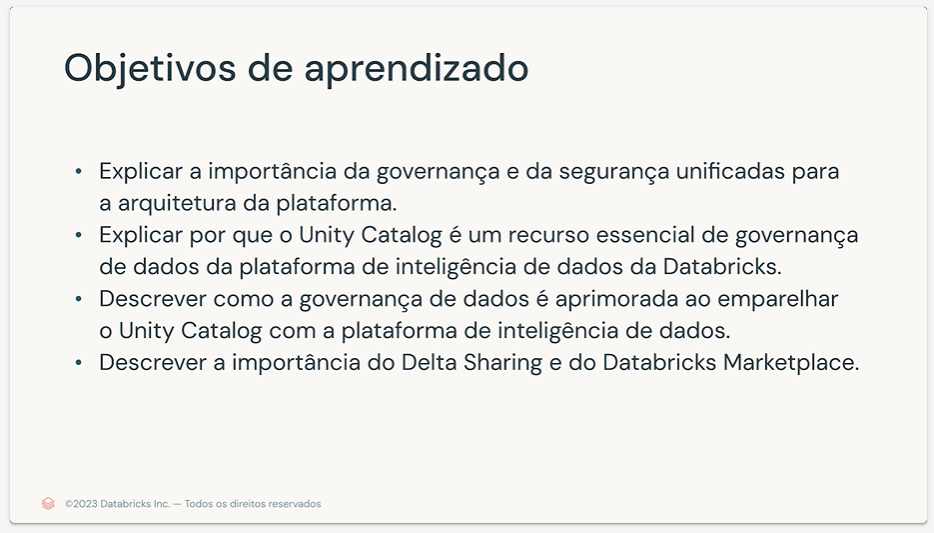 Objetivos de aprendizado
• Explicar a importância da governança e da segurança unificadas para
a arquitetura da plataforma.
• Explicar por que o Unity Catalog é um recurso essencial de governança
de dados da plataforma de inteligência de dados da Databricks.
• Descrever como a governança de dados é aprimorada ao emparelhar
o Unity Catalog com a plataforma de inteligência de dados.
• Descrever a importância do Delta Sharing e do Databricks Marketplace.
©2023 Databricks Inc. — Todos os direitos reservados